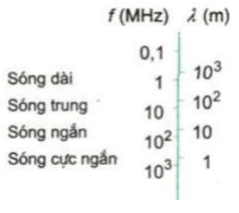 f (MHz) λ (m)
0,1
10³
Sóng dài 1
10²
Sóng trung 10
Sóng ngắn 10² 10
Sóng cực ngắn 10³ 1